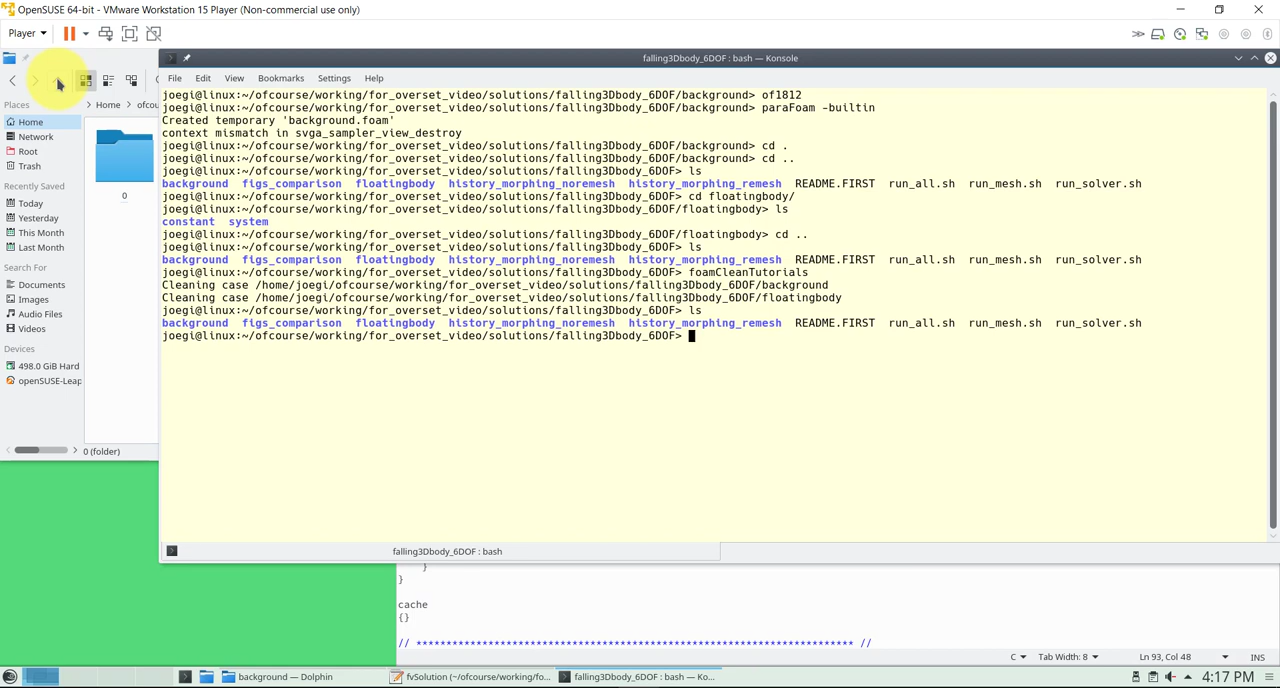 OpenSUSE 64-bit - VMware Workstation 15 Player (Non-commercial use only)
Player
falling3Dbody_6DOF : bash — Konsole
File Edit View Bookmarks Settings Help
Places
Home
ofcou
Home
Network
Root
Trash
Recently Saved
Today
Yesterday
This Month
Last Month
Search For
Documents
Images
Audio Files
Videos
Devices
498.0 GiB Hard
openSUSE-Leap
0
0 (folder)
joegi@linux:~/ofcourse/working/for_overset_video/solutions/falling3Dbody_6DOF/background> of1812
joegi@linux:~/ofcourse/working/for_overset_video/solutions/falling3Dbody_6DOF/background> paraFoam -builtin
Created temporary 'background.foam'
context mismatch in svga_sampler_view_destroy
joegi@linux:~/ofcourse/working/for_overset_video/solutions/falling3Dbody_6DOF/background> cd .
joegi@linux:~/ofcourse/working/for_overset_video/solutions/falling3Dbody_6DOF/background> cd ..
joegi@linux:~/ofcourse/working/for_overset_video/solutions/falling3Dbody_6DOF> ls
background figs_comparison floatingbody history_morphing_noremesh history_morphing_remesh README.FIRST run_all.sh run_mesh.sh run_solver.sh
joegi@linux:~/ofcourse/working/for_overset_video/solutions/falling3Dbody_6DOF> cd floatingbody/
joegi@linux:~/ofcourse/working/for_overset_video/solutions/falling3Dbody_6DOF/floatingbody> ls
constant system
joegi@linux:~/ofcourse/working/for_overset_video/solutions/falling3Dbody_6DOF/floatingbody> cd ..
joegi@linux:~/ofcourse/working/for_overset_video/solutions/falling3Dbody_6DOF> ls
background figs_comparison floatingbody history_morphing_noremesh history_morphing_remesh README.FIRST run_all.sh run_mesh.sh run_solver.sh
joegi@linux:~/ofcourse/working/for_overset_video/solutions/falling3Dbody_6DOF> foamCleanTutorials
Cleaning case /home/joegi/ofcourse/working/for_overset_video/solutions/falling3Dbody_6DOF/background
Cleaning case /home/joegi/ofcourse/working/for_overset_video/solutions/falling3Dbody_6DOF/floatingbody
joegi@linux:~/ofcourse/working/for_overset_video/solutions/falling3Dbody_6DOF> ls
background figs_comparison floatingbody history_morphing_noremesh history_morphing_remesh README.FIRST run_all.sh run_mesh.sh run_solver.sh
joegi@linux:~/ofcourse/working/for_overset_video/solutions/falling3Dbody_6DOF>
falling3Dbody_6DOF : bash
}
}
cache
{}
// ************************************************************************* //
C Tab Width: 8 Ln 93, Col 48 INS
background — Dolphin
fvSolution (~/ofcourse/working/fo...
falling3Dbody_6DOF : bash — Ko...
4:17 PM